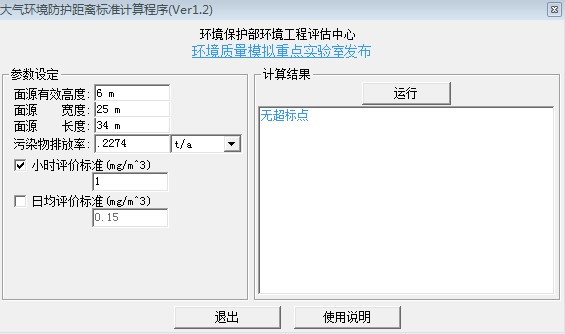 大气环境防护距离标准计算程序(Ver1.2)
环境保护部环境工程评估中心
环境质量模拟重点实验室发布
参数设定
面源有效高度: 6 m
面源 宽度: 25 m
面源 长度: 34 m
污染物排放率: .2274 t/a
小时评价标准(mg/m^3)
1
日均评价标准(mg/m^3)
0.15
计算结果
运行
无超标点
退出 使用说明